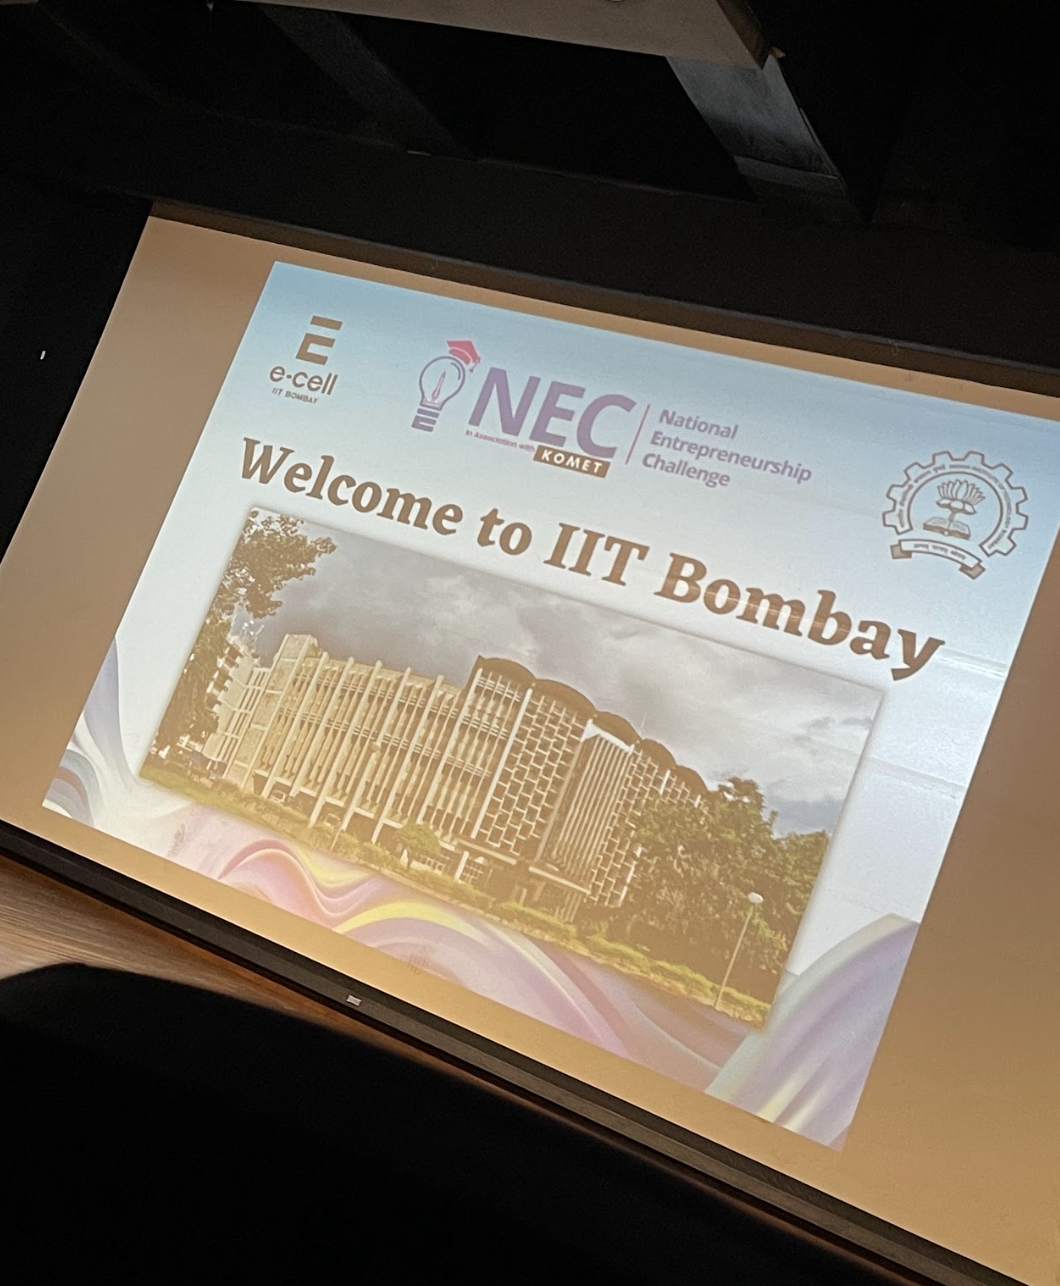 e-cell
IIT BOMBAY
NEC
In Association with
KOMET
National
Entrepreneurship
Challenge
Welcome to IIT Bombay